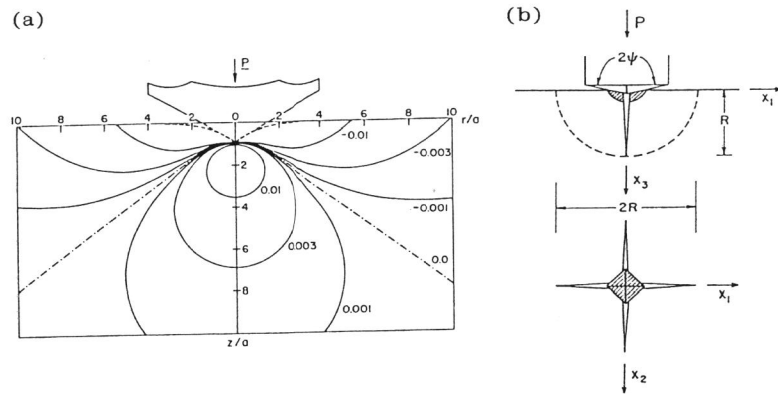 (a)
P
10 8 6 4 2 0 2 4 6 8 10 r/a
-0.01
-0.003
-0.001
0.0
0.01
0.003
0.001
2
4
6
8
z/a
(b)
P
2ψ
X₁
R
X₃
2R
X₁
X₂